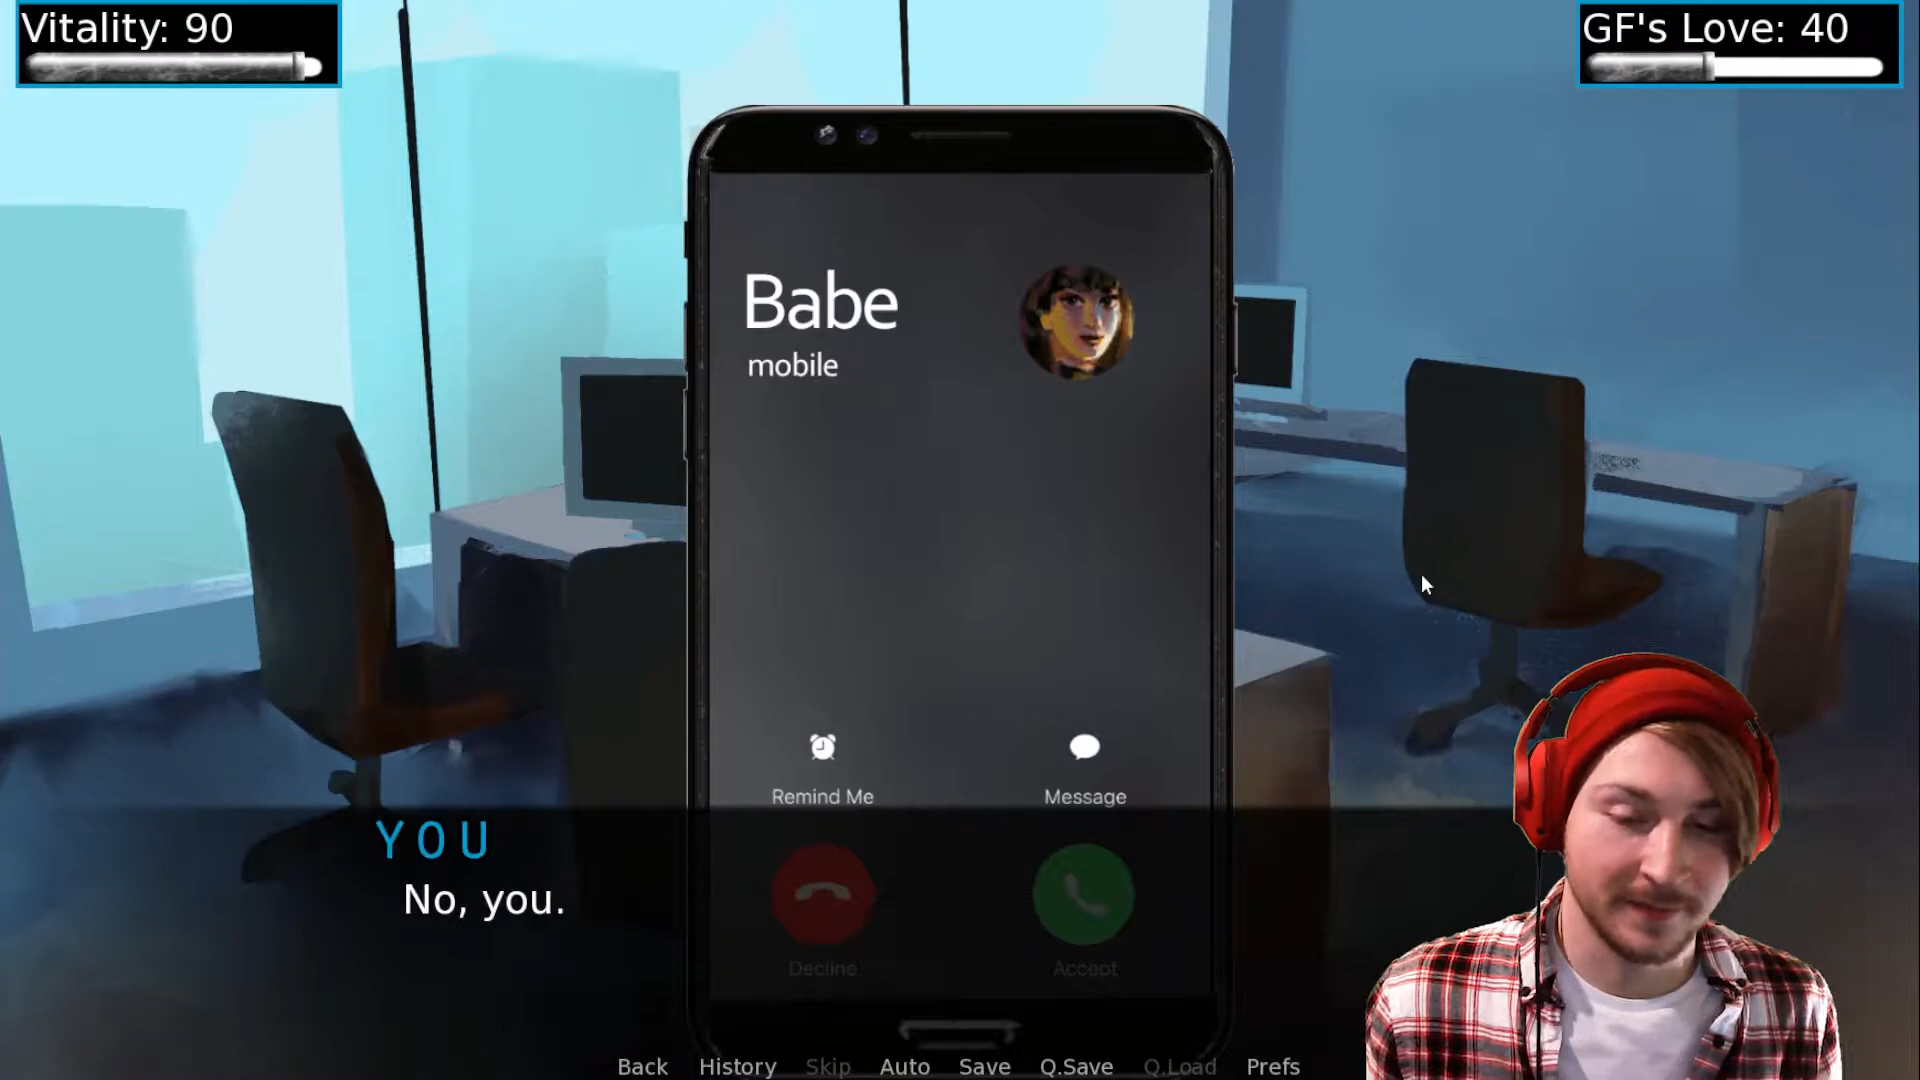 Vitality: 90
GF's Love: 40
Babe
mobile
Remind Me
Message
YOU
No, you.
Decline
Accept
Back
History
Skip
Auto
Save
Q.Save
Q.Load
Prefs